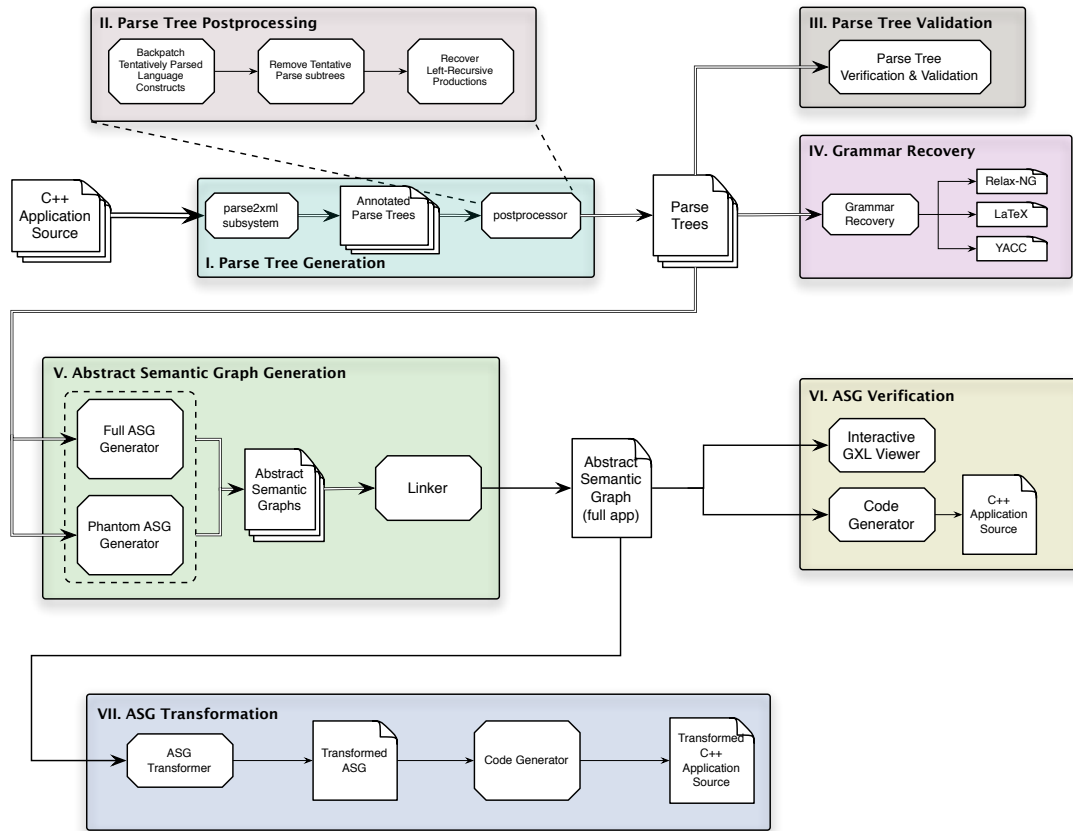 II. Parse Tree Postprocessing
Backpatch
Tentatively Parsed
Language
Constructs
Remove Tentative
Parse subtrees
Recover
Left-Recursive
Productions
III. Parse Tree Validation
Parse Tree
Verification & Validation
C++
Application
Source
parse2xml
subsystem
Annotated
Parse Trees
postprocessor
I. Parse Tree Generation
Parse
Trees
IV. Grammar Recovery
Grammar
Recovery
Relax-NG
LaTeX
YACC
V. Abstract Semantic Graph Generation
Full ASG
Generator
Phantom ASG
Generator
Abstract
Semantic
Graphs
Linker
Abstract
Semantic
Graph
(full app)
VI. ASG Verification
Interactive
GXL Viewer
Code
Generator
C++
Application
Source
VII. ASG Transformation
ASG
Transformer
Transformed
ASG
Code Generator
Transformed
C++
Application
Source